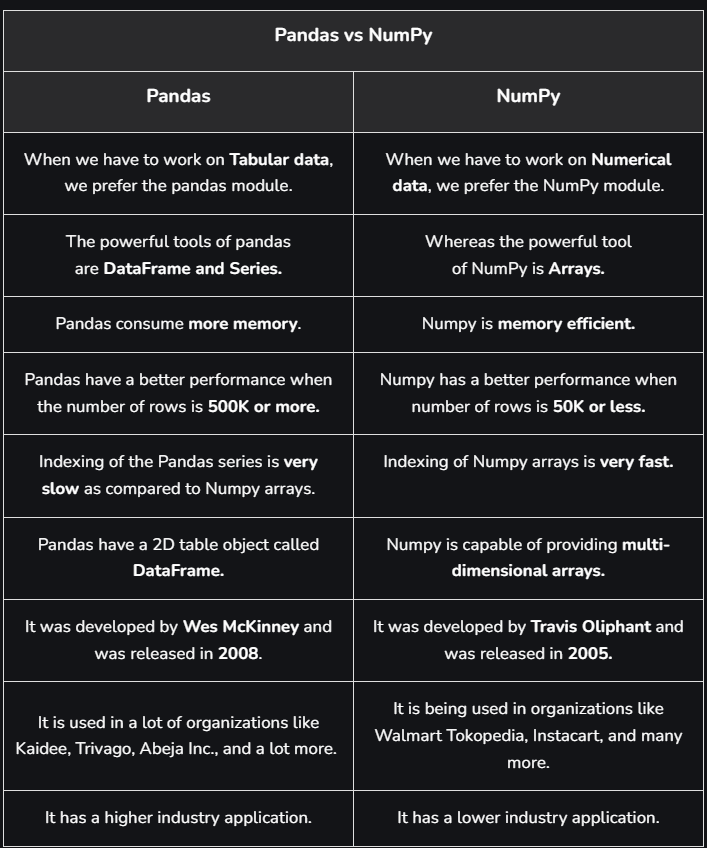 Pandas vs NumPy
Pandas
NumPy
When we have to work on Tabular data,
we prefer the pandas module.
When we have to work on Numerical
data, we prefer the NumPy module.
The powerful tools of pandas
are DataFrame and Series.
Whereas the powerful tool
of NumPy is Arrays.
Pandas consume more memory.
Numpy is memory efficient.
Pandas have a better performance when
the number of rows is 500K or more.
Numpy has a better performance when
number of rows is 50K or less.
Indexing of the Pandas series is very
slow as compared to Numpy arrays.
Indexing of Numpy arrays is very fast.
Pandas have a 2D table object called
DataFrame.
Numpy is capable of providing multi-
dimensional arrays.
It was developed by Wes McKinney and
was released in 2008.
It was developed by Travis Oliphant and
was released in 2005.
It is used in a lot of organizations like
Kaidee, Trivago, Abeja Inc., and a lot more.
It is being used in organizations like
Walmart Tokopedia, Instacart, and many
more.
It has a higher industry application.
It has a lower industry application.